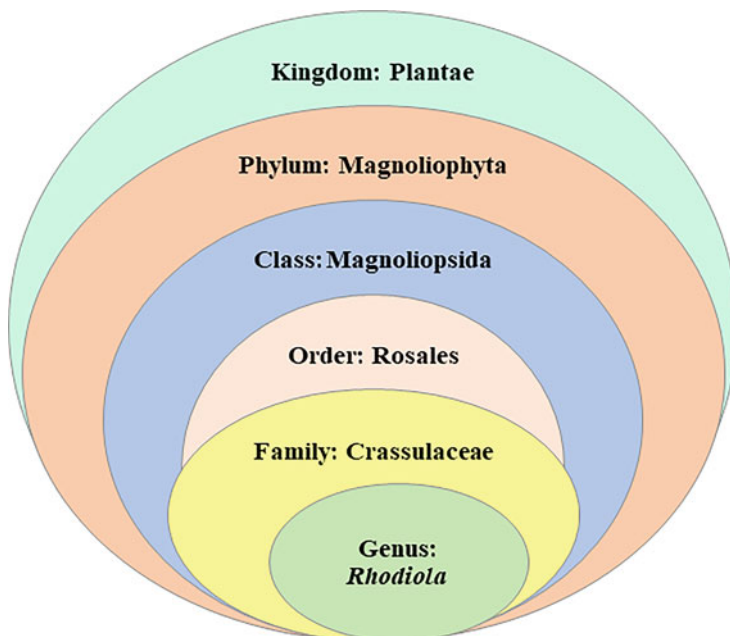 Kingdom: Plantae
Phylum: Magnoliophyta
Class: Magnoliopsida
Order: Rosales
Family: Crassulaceae
Genus:
Rhodiola